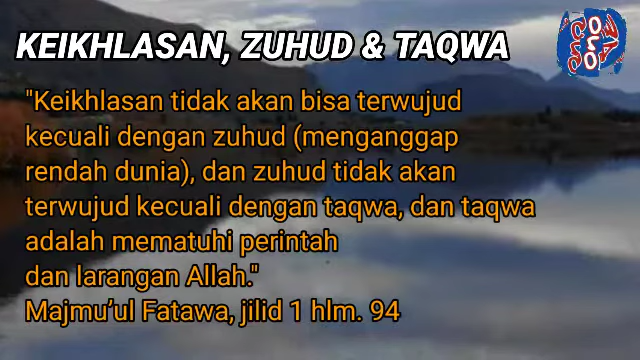 KEIKHLASAN, ZUHUD & TAQWA
"Keikhlasan tidak akan bisa terwujud
kecuali dengan zuhud (menganggap
rendah dunia), dan zuhud tidak akan
terwujud kecuali dengan taqwa, dan taqwa
adalah mematuhi perintah
dan larangan Allah."
Majmu’ul Fatawa, jilid 1 hlm. 94